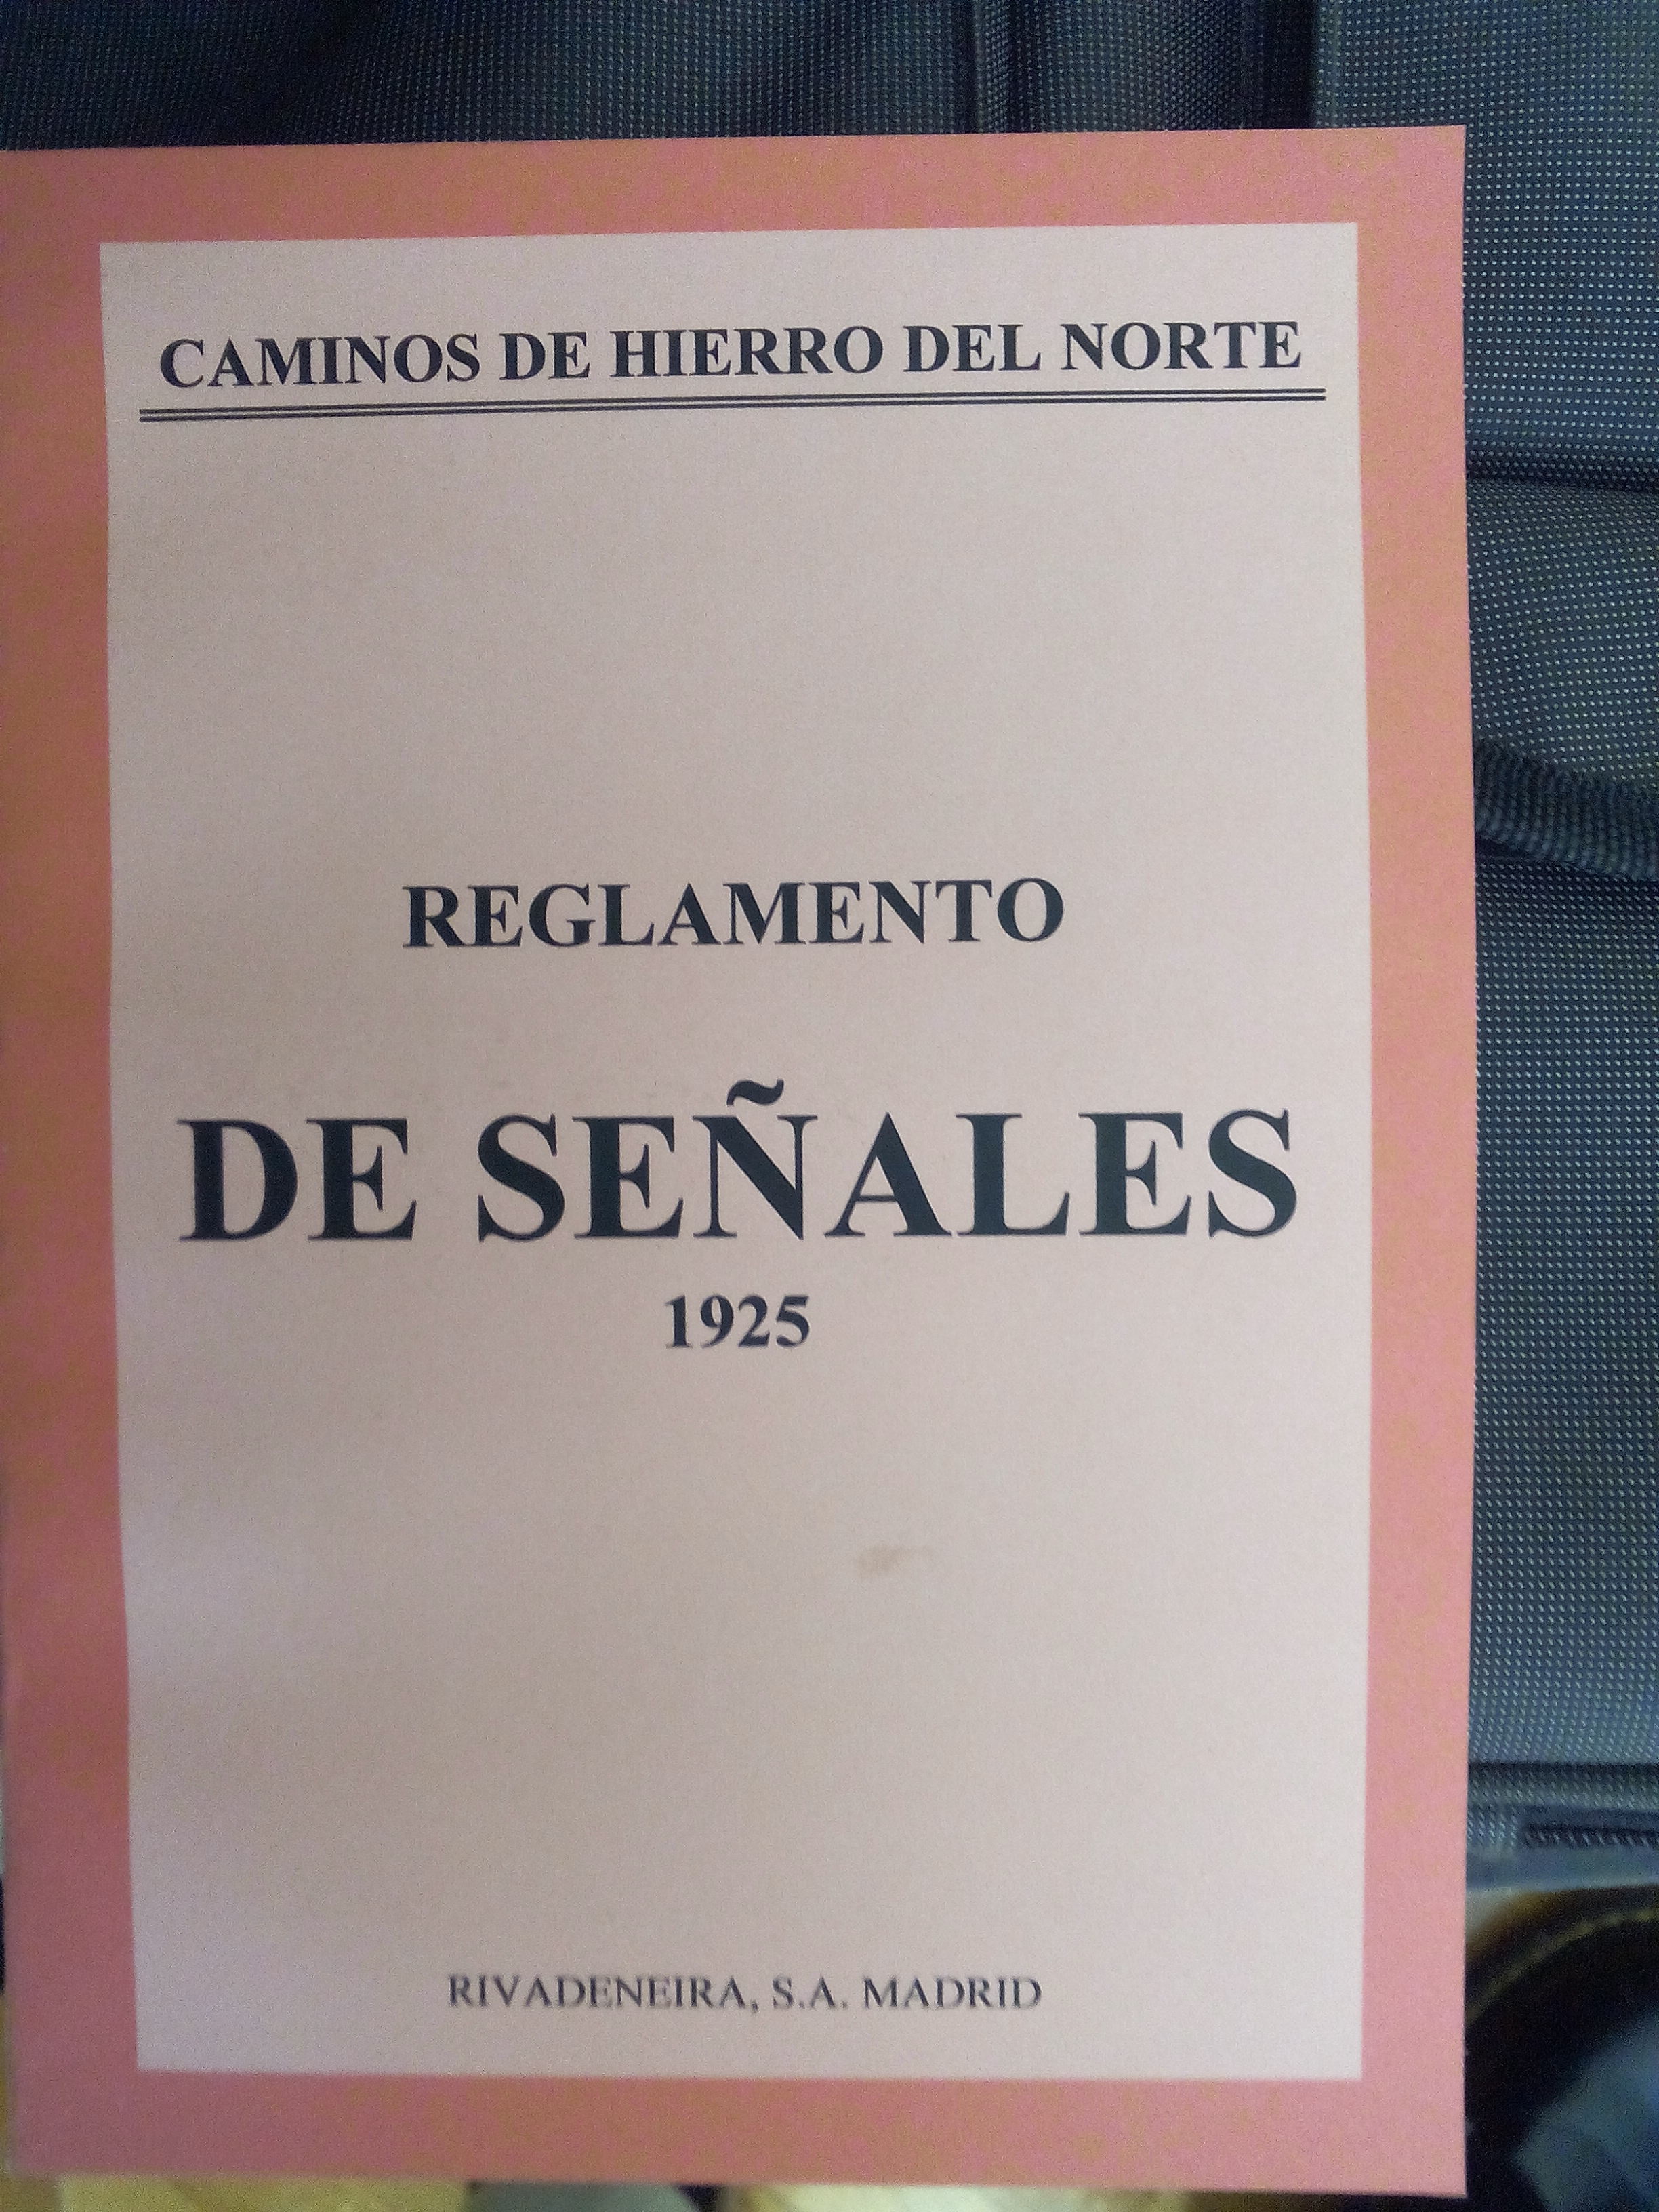 CAMINOS DE HIERRO DEL NORTE
REGLAMENTO
DE SEÑALES
1925
RIVADENEIRA, S.A. MADRID